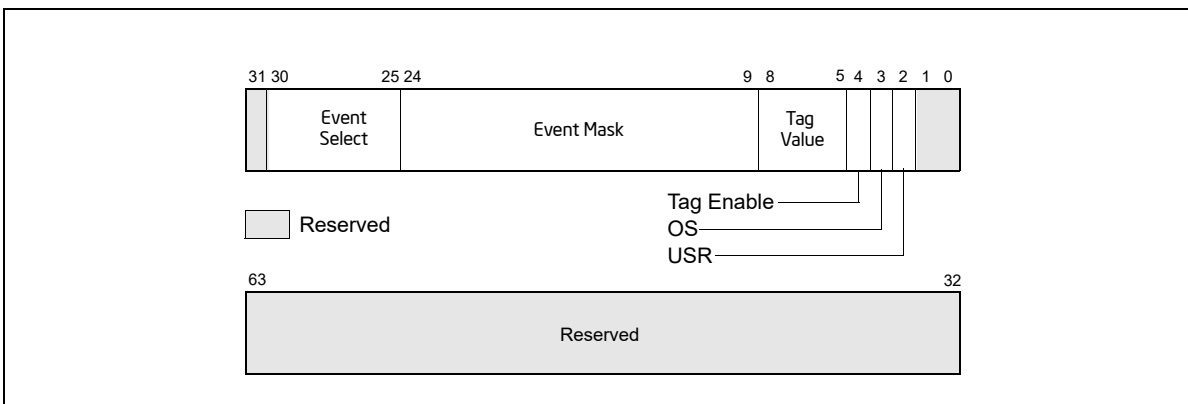 31 30 25 24 9 8 5 4 3 2 1 0
Event
Select
Event Mask
Tag
Value
Tag Enable
OS
USR
Reserved
63 32
Reserved